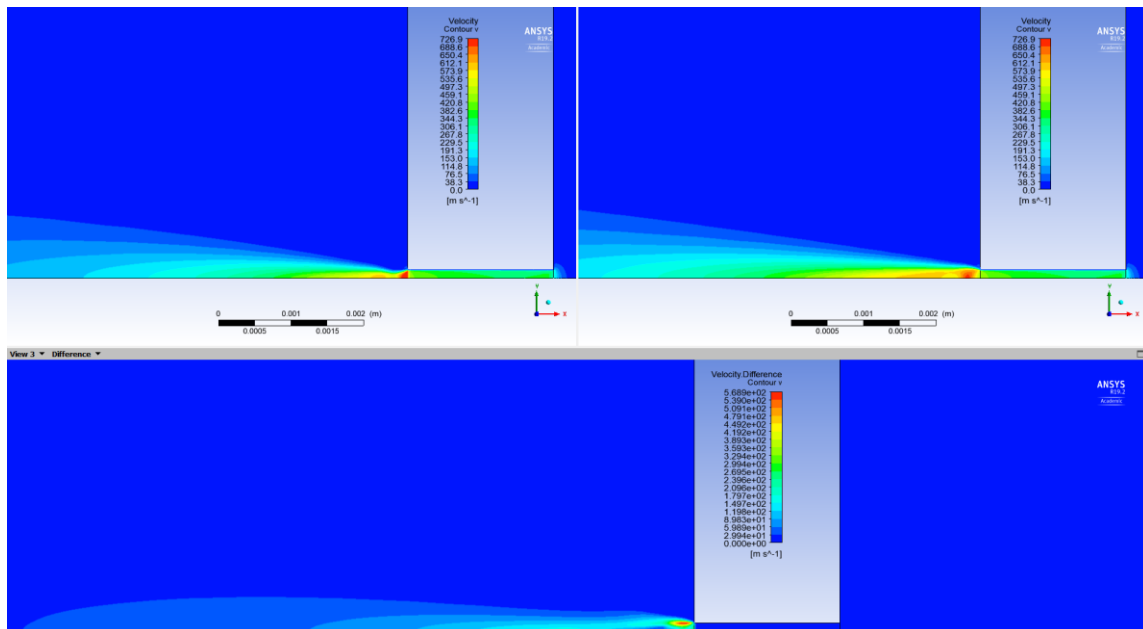 Velocity
Contour v
726.9
688.6
650.4
612.1
573.9
535.6
497.3
459.1
420.8
382.6
344.3
306.1
267.8
229.5
191.3
153.0
114.8
76.5
38.3
0.0
[m s^-1]
ANSYS
R19.2
Academic
0 0.001 0.002 (m)
0.0005 0.0015
Y
X
Velocity
Contour v
726.9
688.6
650.4
612.1
573.9
535.6
497.3
459.1
420.8
382.6
344.3
306.1
267.8
229.5
191.3
153.0
114.8
76.5
38.3
0.0
[m s^-1]
ANSYS
R19.2
Academic
0 0.001 0.002 (m)
0.0005 0.0015
Y
X
View 3 Difference
Velocity.Difference
Contour v
5.689e+02
5.390e+02
5.091e+02
4.791e+02
4.492e+02
4.192e+02
3.893e+02
3.593e+02
3.294e+02
2.994e+02
2.695e+02
2.396e+02
2.096e+02
1.797e+02
1.497e+02
1.198e+02
8.983e+01
5.989e+01
2.994e+01
0.000e+00
[m s^-1]
ANSYS
R19.2
Academic